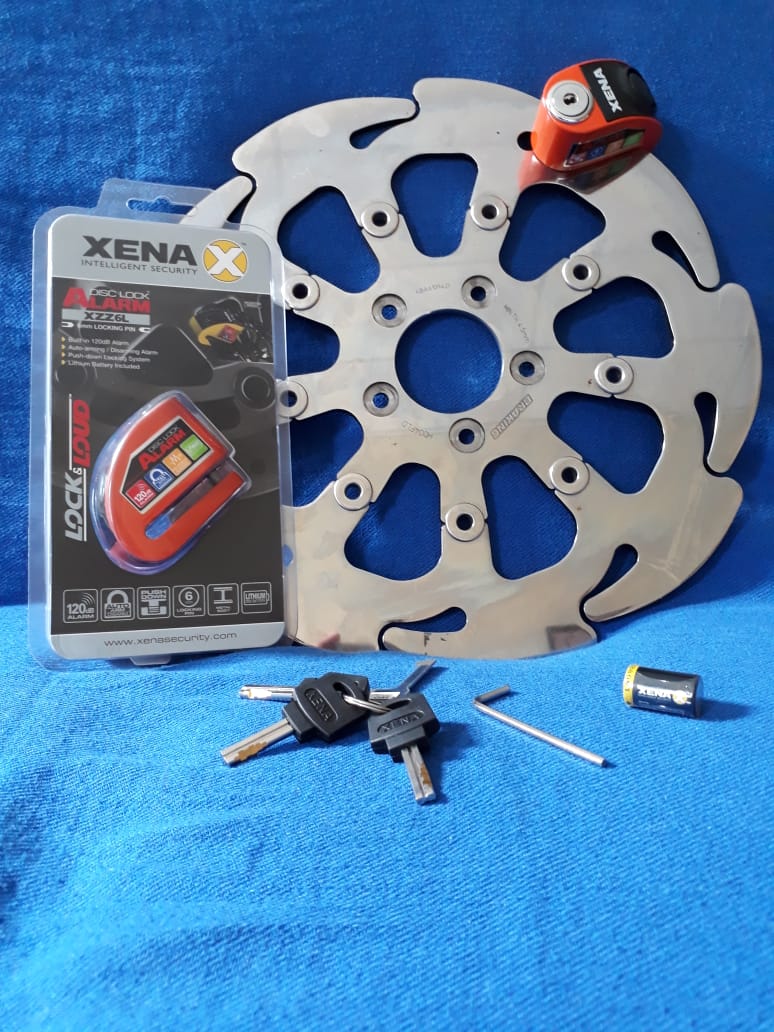 XENA X
INTELLIGENT SECURITY
DISC LOCK
ALARM
XZZ6L
6mm LOCKING PIN
Built-in 120dB Alarm
Auto-arming / Disarming Alarm
Push-down Locking System
Lithium Battery Included
LOCK & LOUD
DISC LOCK
ALARM
120dB
120dB
ALARM
PUSH
DOWN
6
LOCKING
PIN
LITHIUM
www.xenasecurity.com
XENA
BRAKING
XENA
XENA
XENA